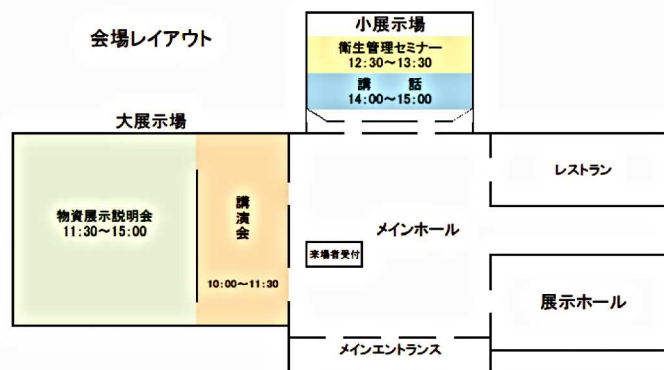 会場レイアウト
小展示場
衛生管理セミナー
12:30～13:30
講　話
14:00～15:00
大展示場
物資展示説明会
11:30～15:00
講演会
10:00～11:30
メインホール
来場者受付
レストラン
展示ホール
メインエントランス